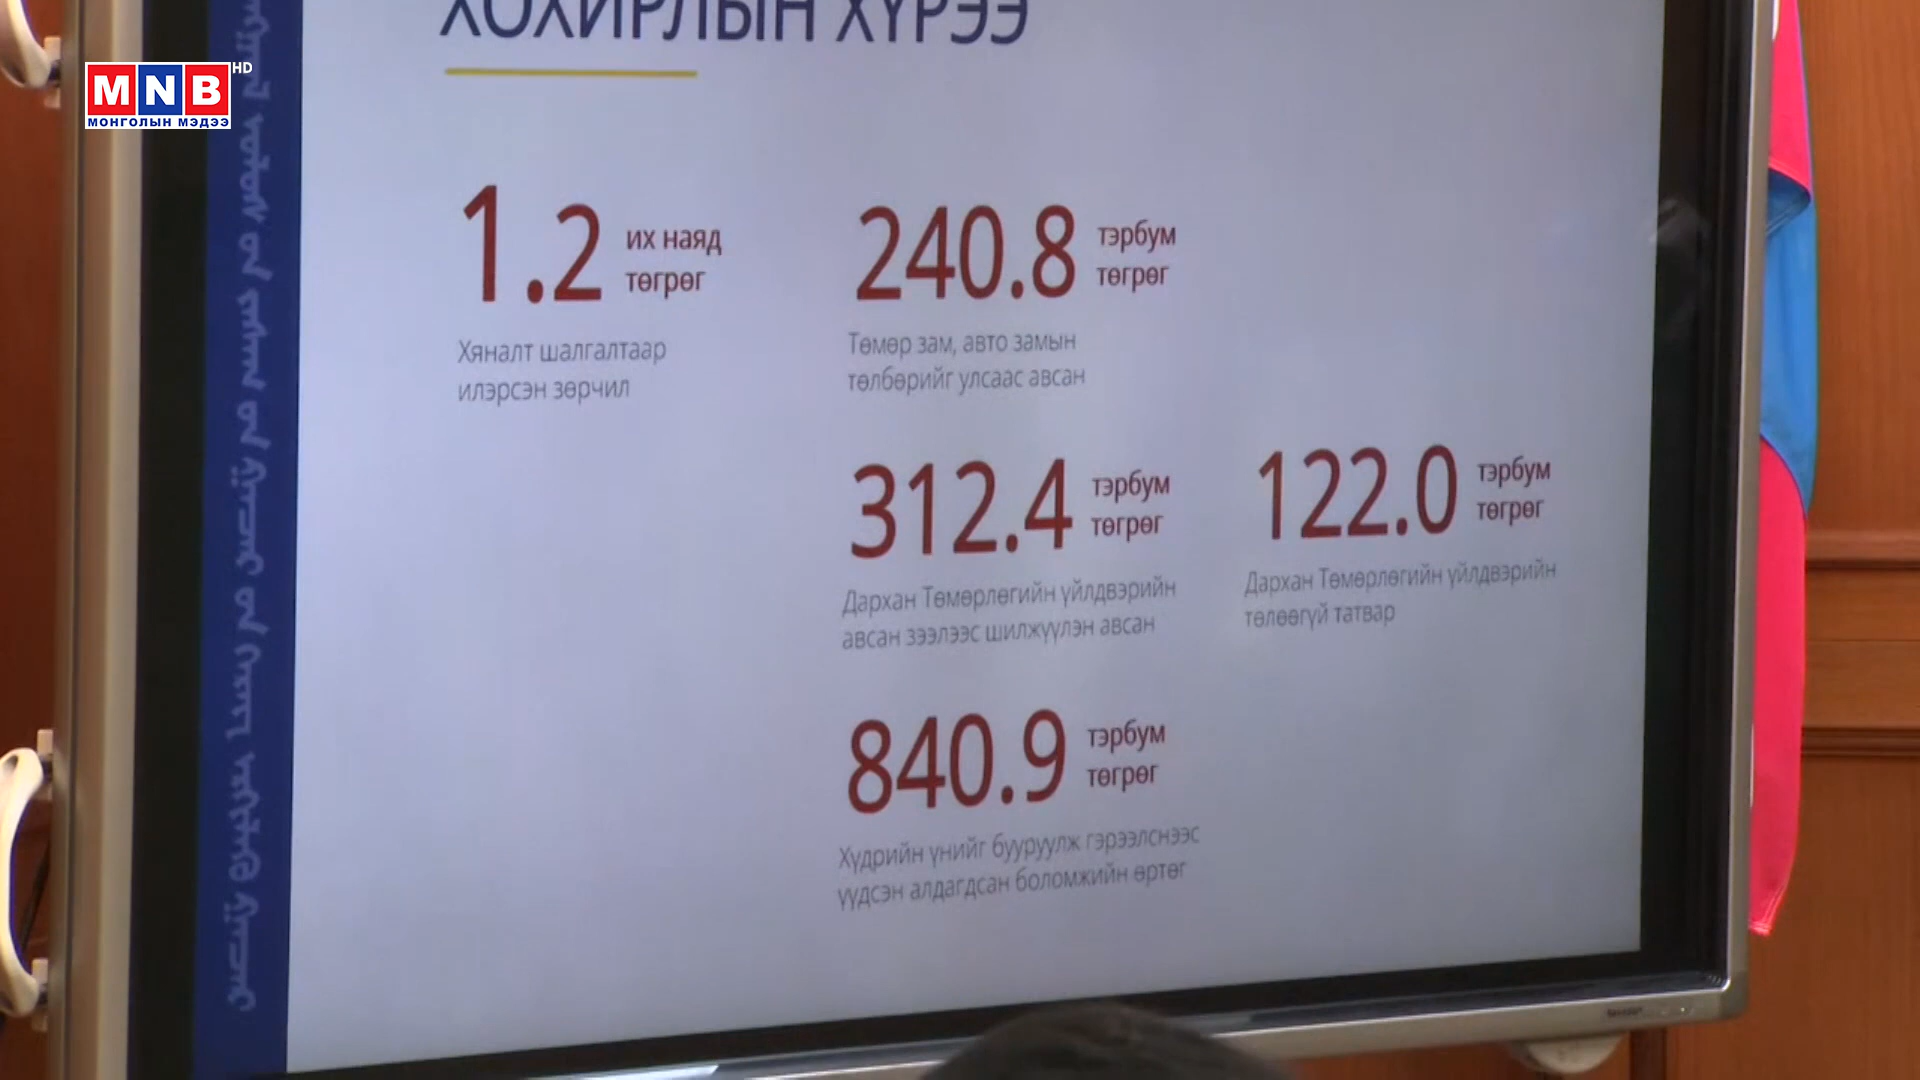 ХОХИРЛЫН ХҮРЭЭ
MNB HD
МОНГОЛЫН МЭДЭЭ
1.2 их наяд
төгрөг
Хяналт шалгалтаар
илэрсэн зөрчил
240.8 тэрбум
төгрөг
Төмөр зам, авто замын
төлбөрийг улсаас авсан
312.4 тэрбум
төгрөг
Дархан Төмөрлөгийн үйлдвэрийн
авсан зээлээс шилжүүлэн авсан
122.0 тэрбум
төгрөг
Дархан Төмөрлөгийн үйлдвэрийн
төлөөгүй татвар
840.9 тэрбум
төгрөг
Хүдрийн үнийг бууруулж гэрээлснээс
үүдсэн алдагдсан боломжийн өртөг
SHARP